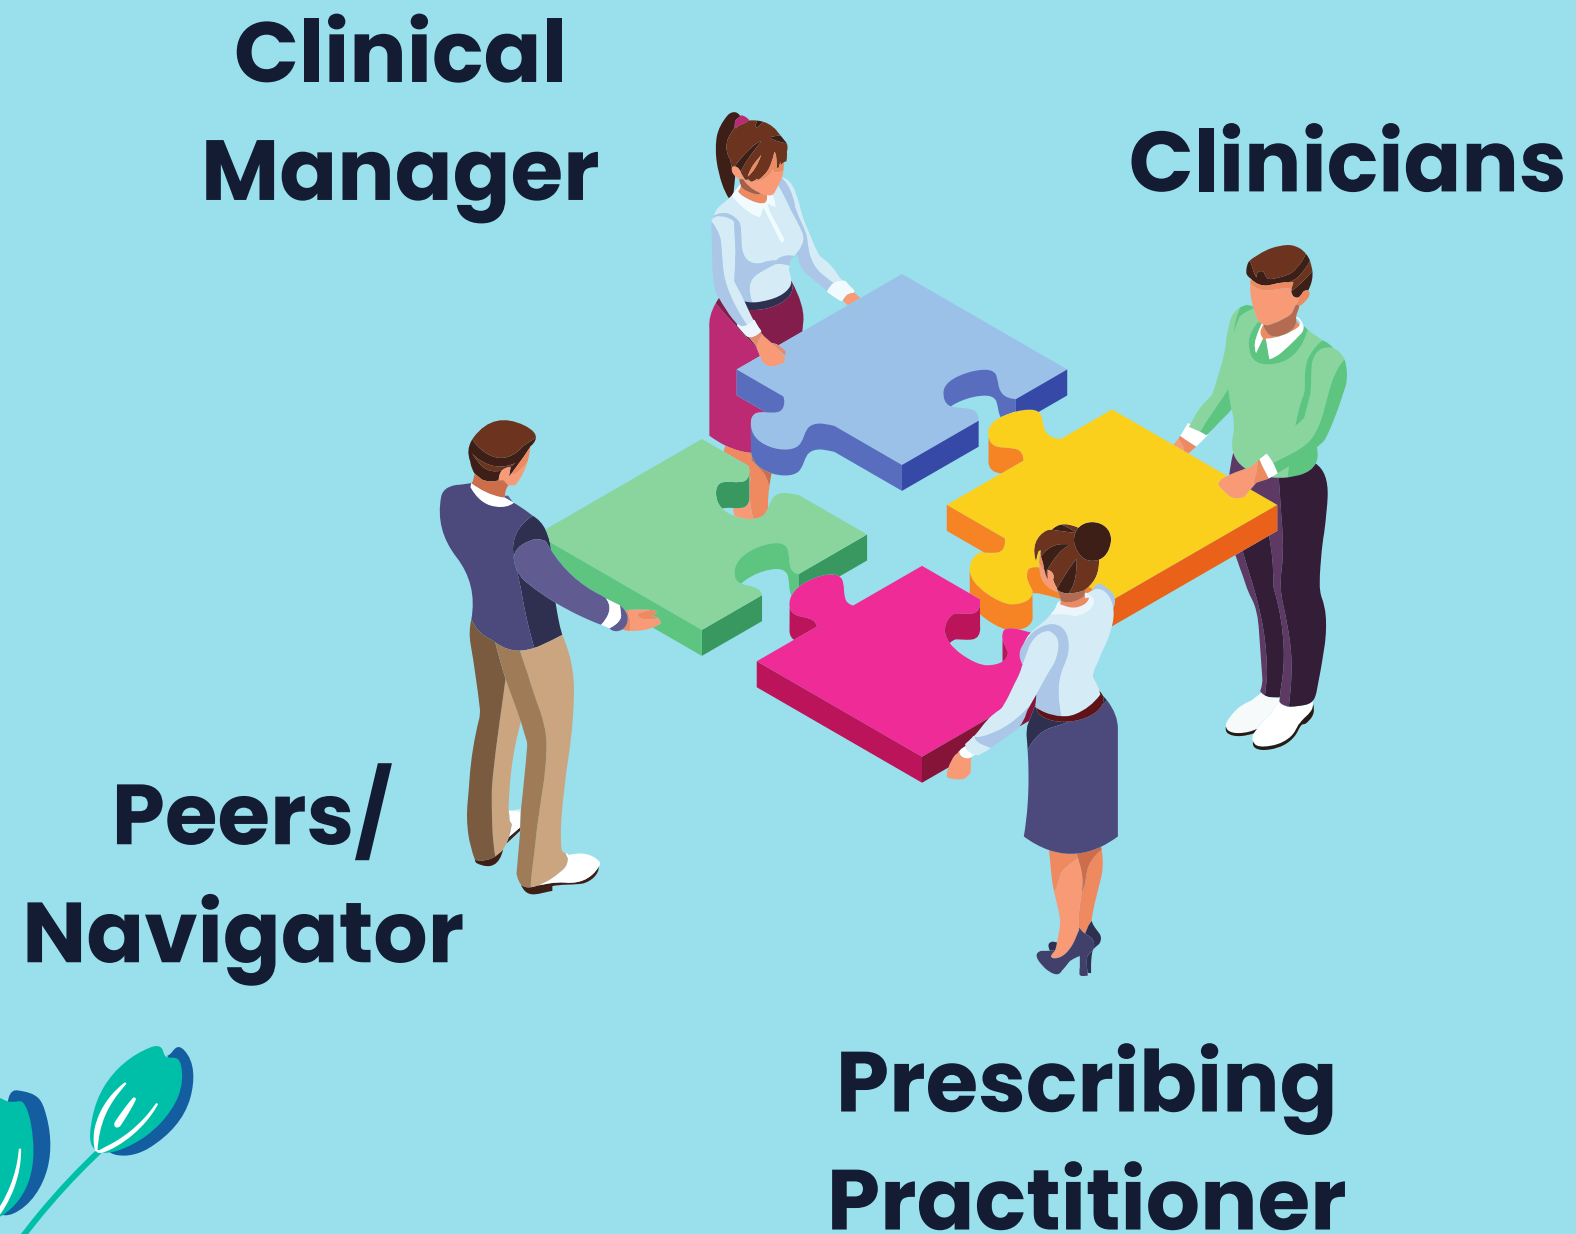 Clinical
Manager
Clinicians
Peers/
Navigator
Prescribing
Practitioner